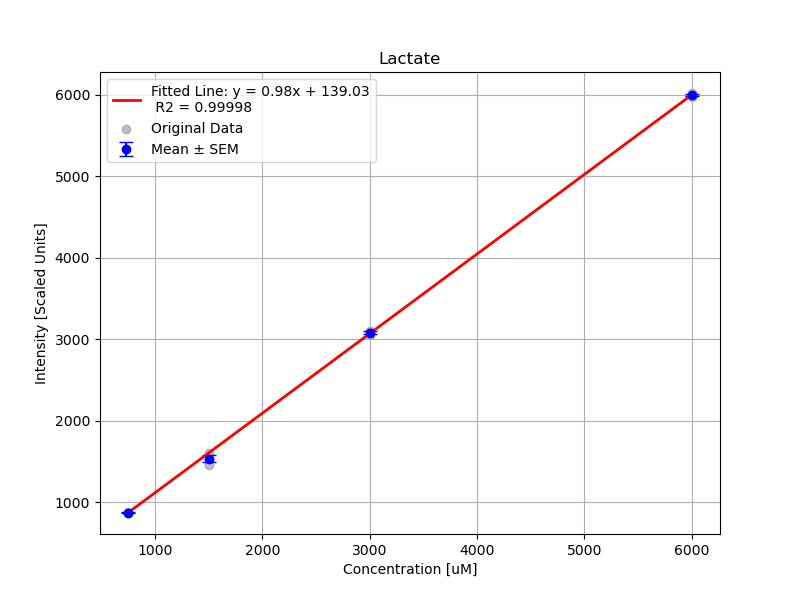 Lactate
Fitted Line: y = 0.98x + 139.03
R2 = 0.99998
Original Data
Mean ± SEM
6000
5000
4000
3000
2000
1000
Intensity [Scaled Units]
1000 2000 3000 4000 5000 6000
Concentration [uM]